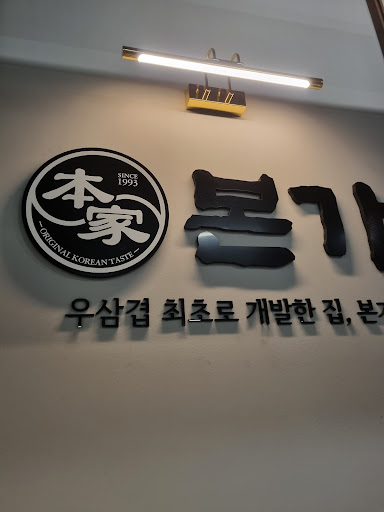 SINCE
1993
本
家
- ORIGINAL KOREAN TASTE -
본가
우삼겹 최초로 개발한 집, 본가